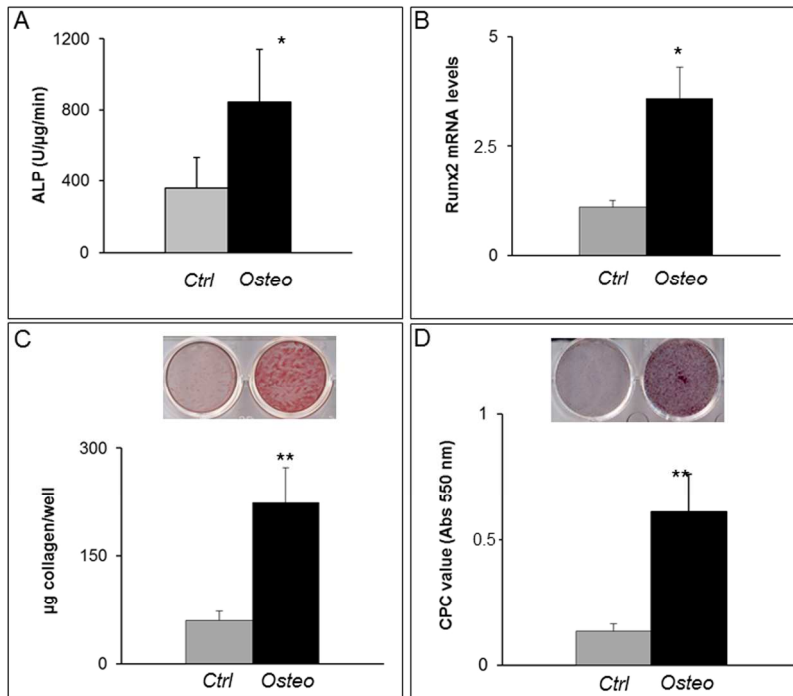 A
1200
800
400
0
ALP (U/µg/min)
*
Ctrl Osteo
B
5
2.5
0
Runx2 mRNA levels
*
Ctrl Osteo
C
300
150
0
µg collagen/well
**
Ctrl Osteo
D
1
0.5
0
CPC value (Abs 550 nm)
**
Ctrl Osteo